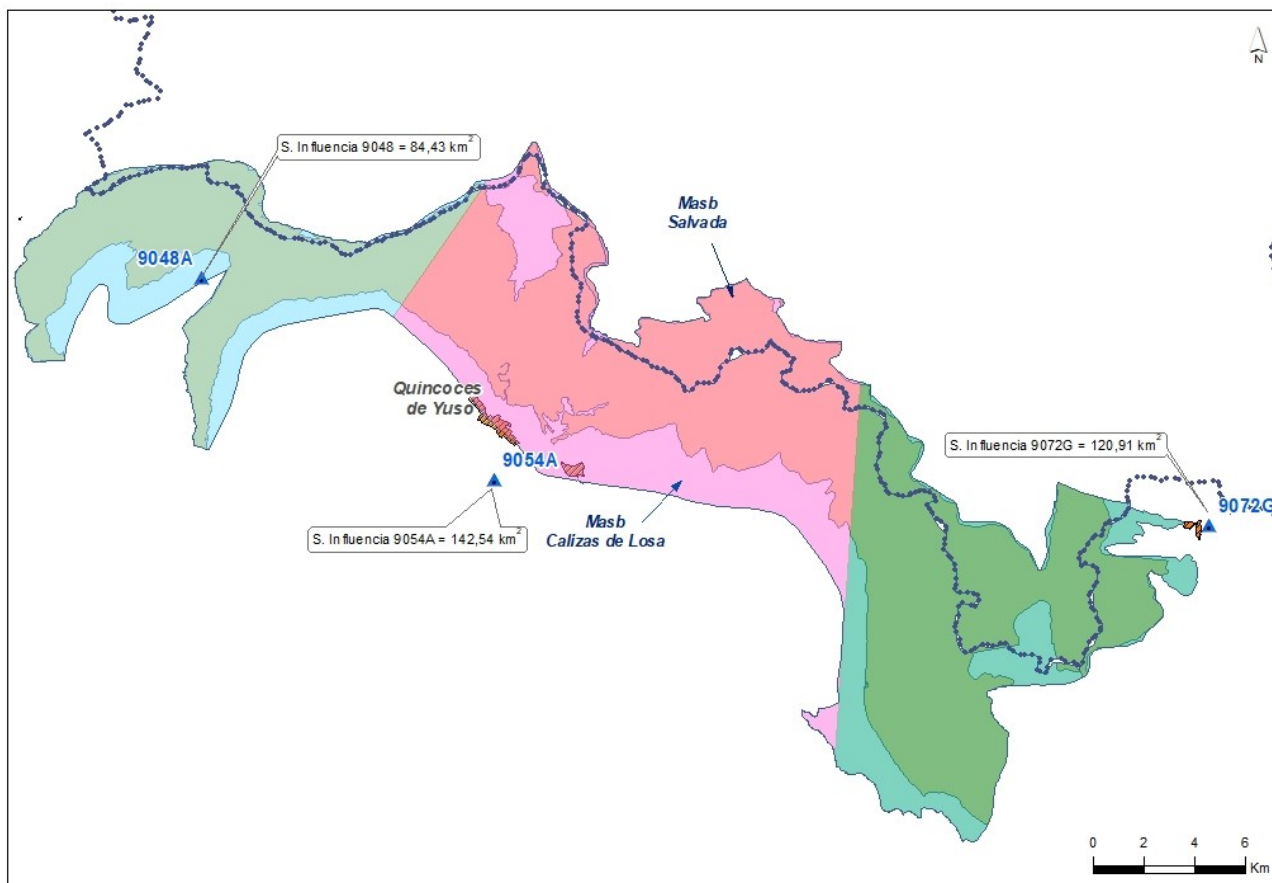 N
S. Influencia 9048 = 84,43 km²
Masb
Salvada
9048A
Quincoces
de Yuso
S. Influencia 9072G = 120,91 km²
9054A
9072G
Masb
Calizas de Losa
S. Influencia 9054A = 142,54 km²
0 2 4 6
Km